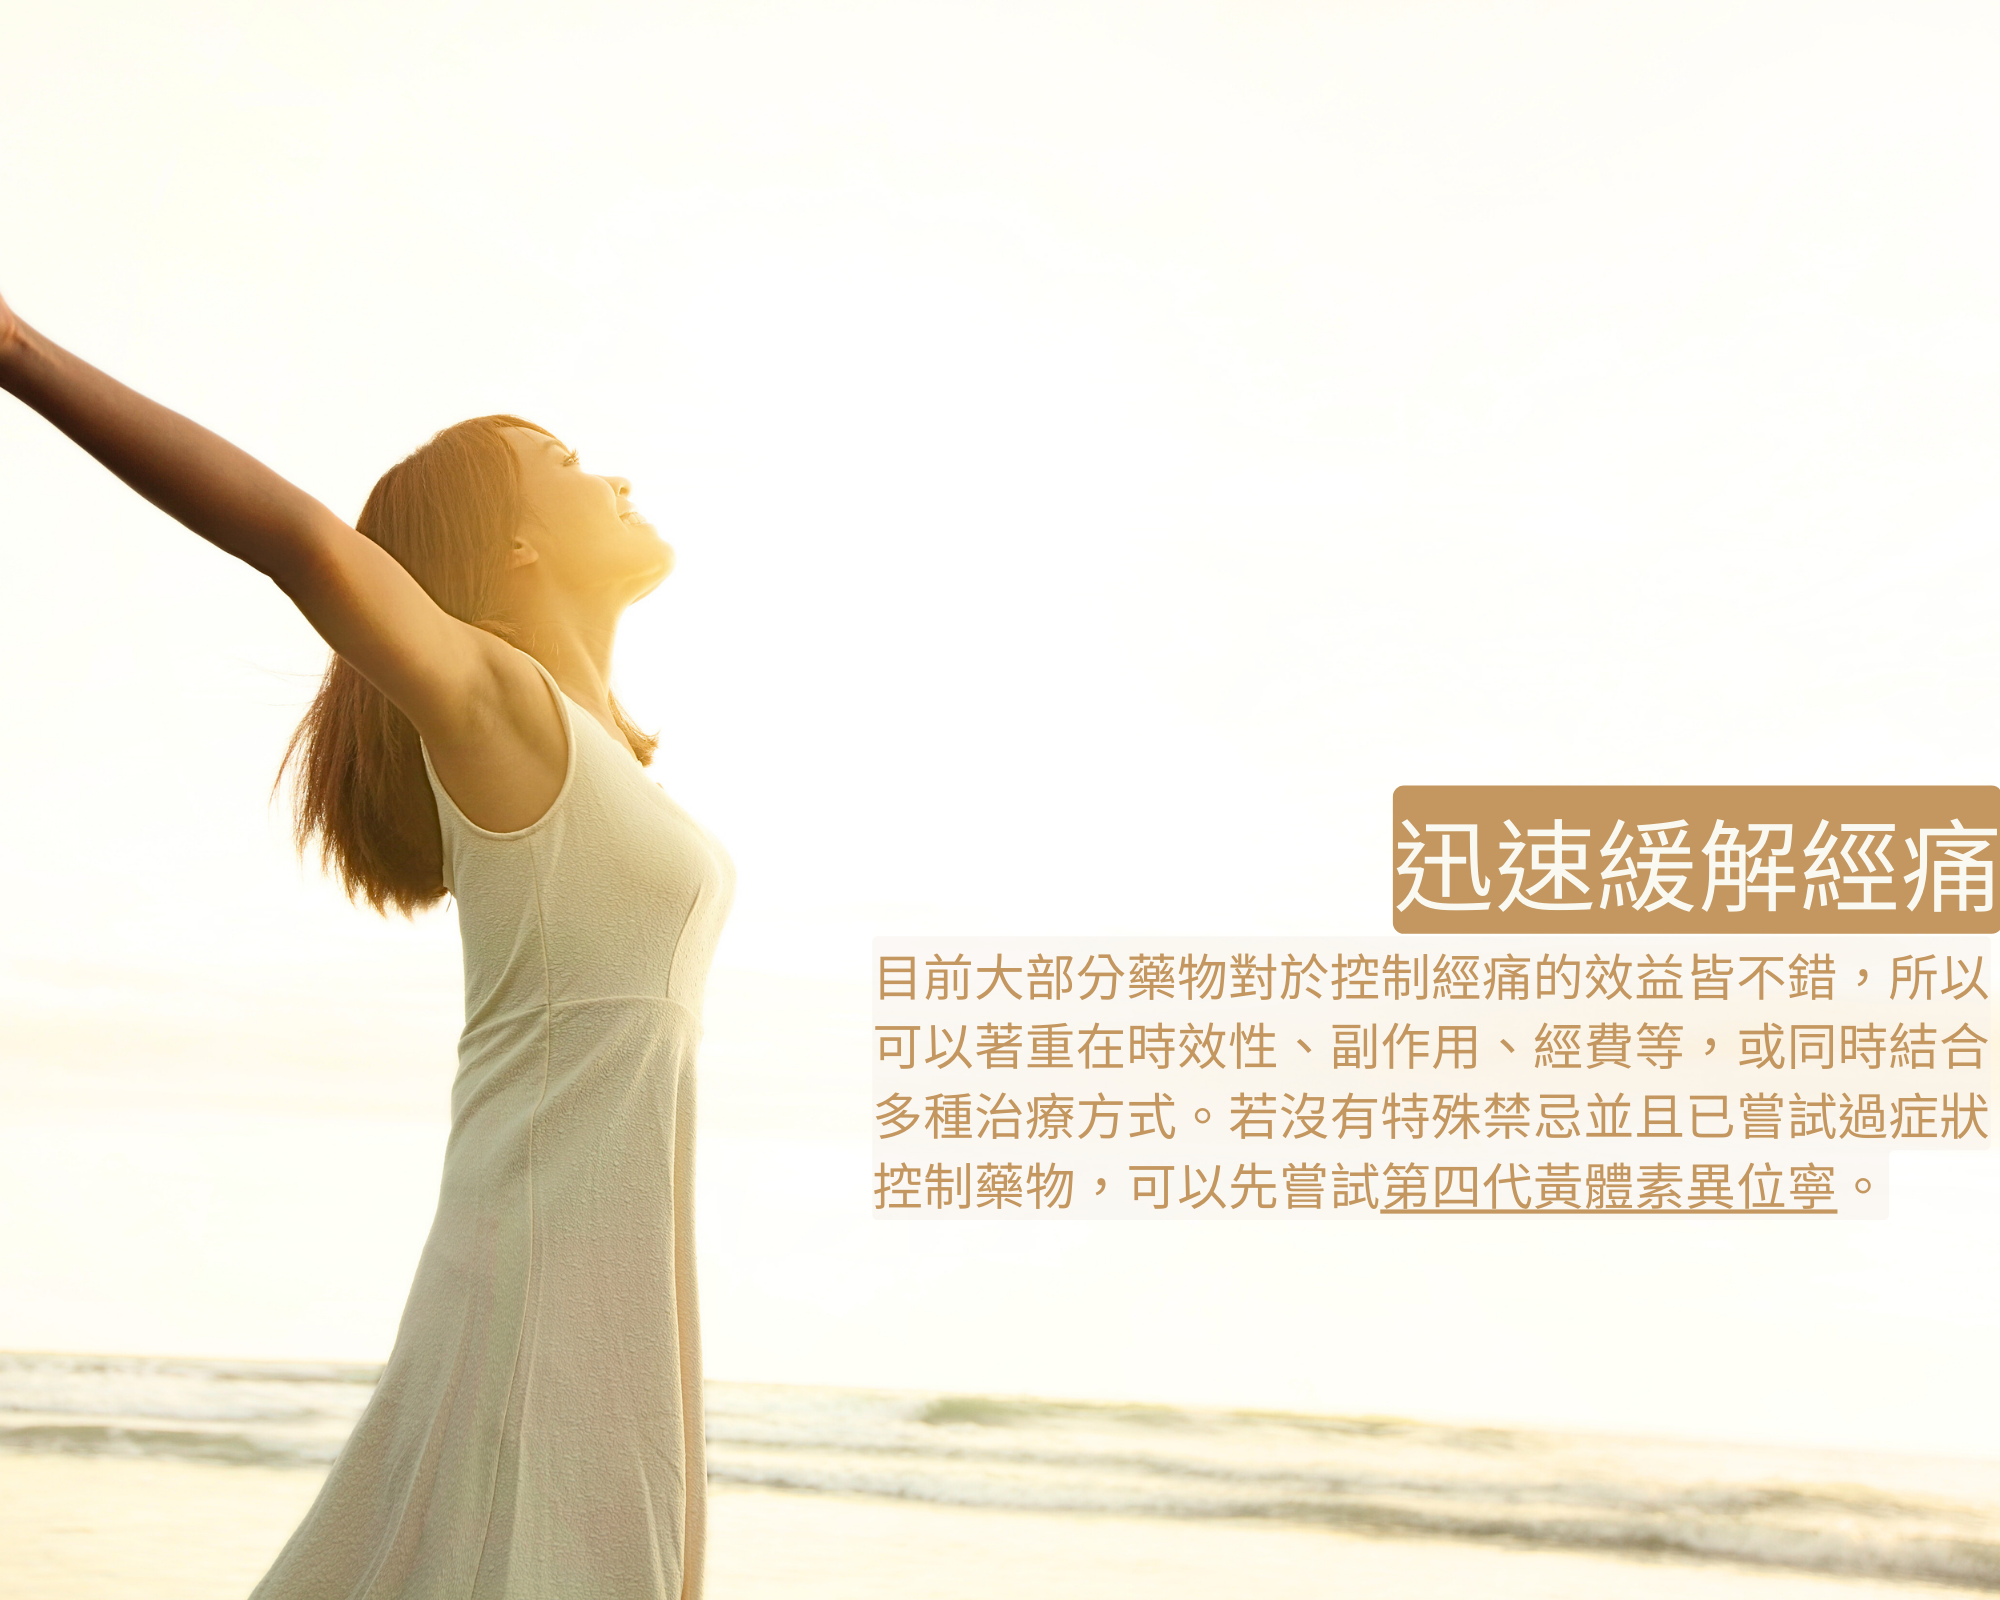 迅速緩解經痛
目前大部分藥物對於控制經痛的效益皆不錯，所以
可以著重在時效性、副作用、經費等，或同時結合
多種治療方式。若沒有特殊禁忌並且已嘗試過症狀
控制藥物，可以先嘗試第四代黃體素異位寧。